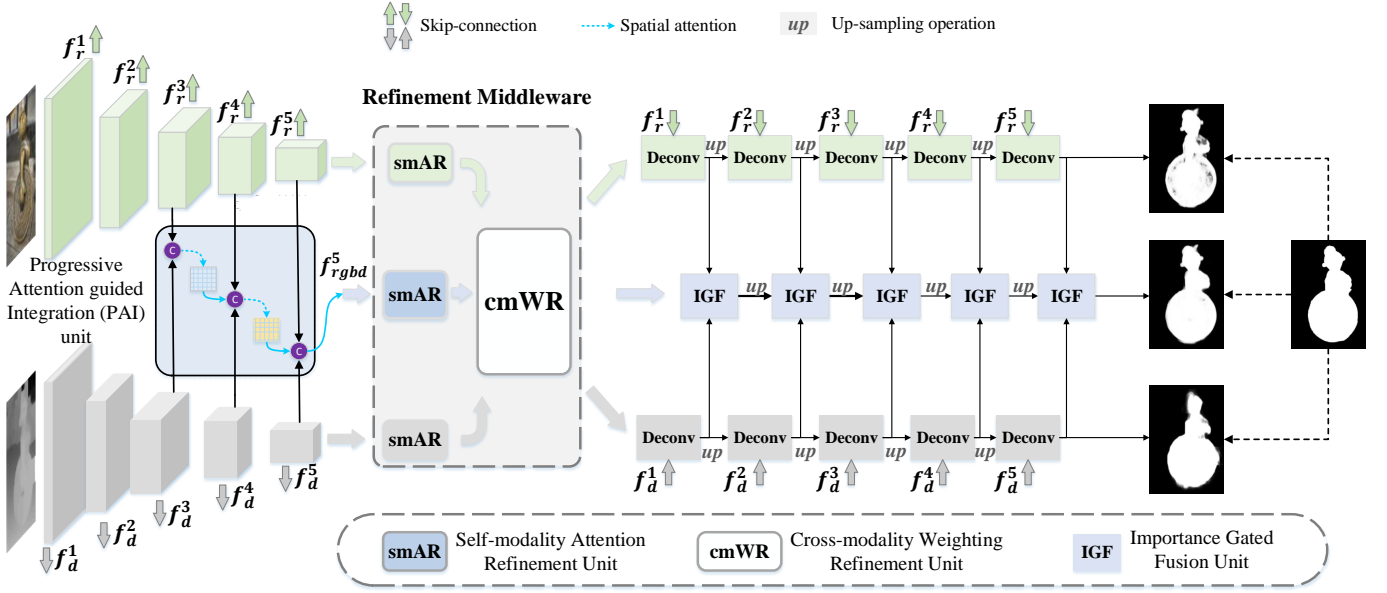 Skip-connection
Spatial attention
up
Up-sampling operation
f_r^1
f_r^2
f_r^3
f_r^4
f_r^5
Refinement Middleware
smAR
smAR
smAR
cmWR
Progressive
Attention guided
Integration (PAI)
unit
C
C
C
f_rgbd^5
f_d^1
f_d^2
f_d^3
f_d^4
f_d^5
f_r^1
f_r^2
f_r^3
f_r^4
f_r^5
Deconv up Deconv up Deconv up Deconv up Deconv
IGF up IGF up IGF up IGF up IGF
Deconv up Deconv up Deconv up Deconv up Deconv
f_d^1
f_d^2
f_d^3
f_d^4
f_d^5
smAR
Self-modality Attention
Refinement Unit
cmWR
Cross-modality Weighting
Refinement Unit
IGF
Importance Gated
Fusion Unit